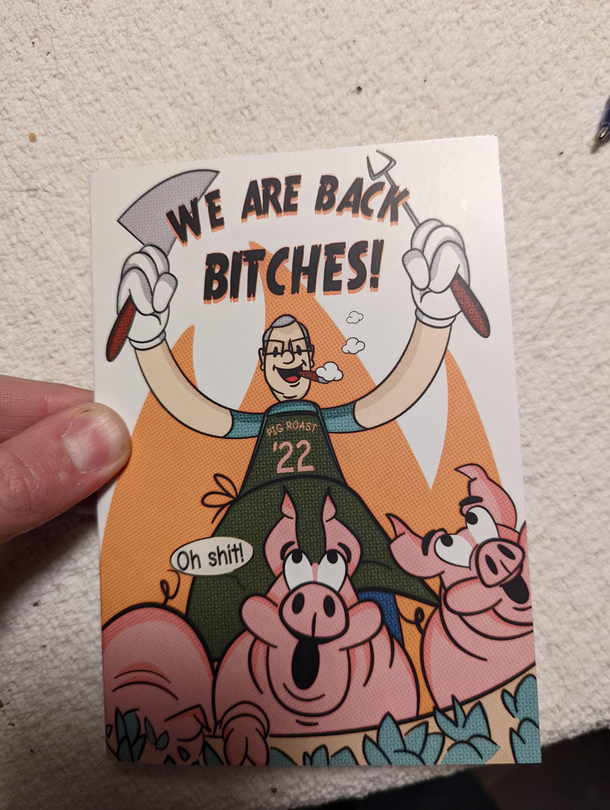 WE ARE BACK
BITCHES!
PIG ROAST
'22
Oh shit!